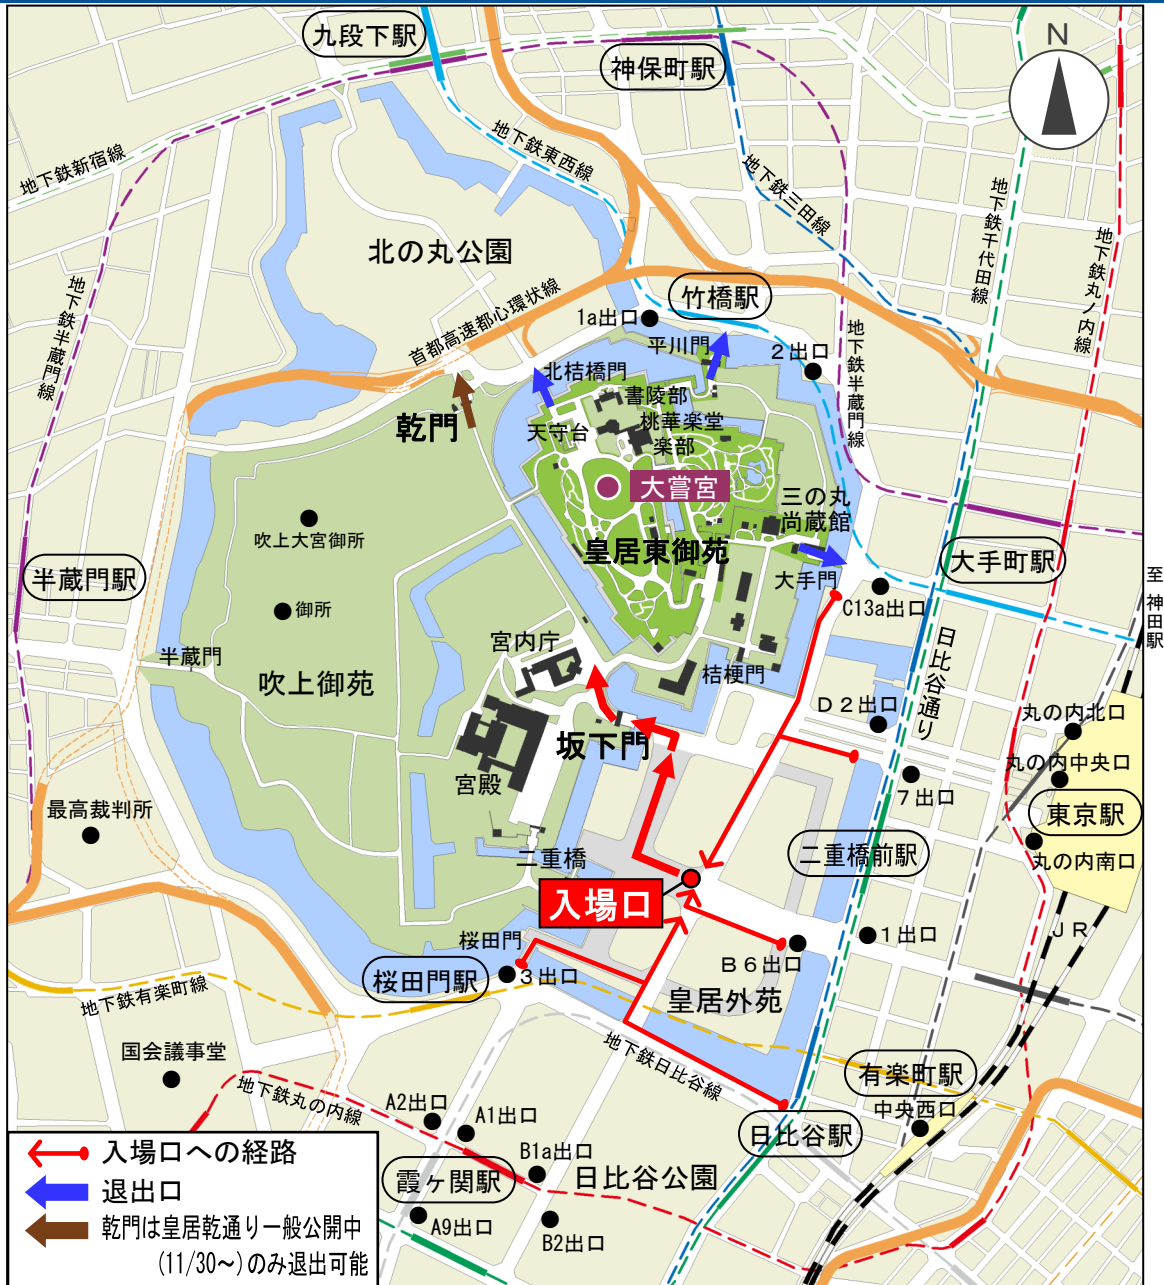 九段下駅
神保町駅
N
地下鉄新宿線
地下鉄東西線
地下鉄三田線
地下鉄千代田線
地下鉄丸ノ内線
北の丸公園
地下鉄半蔵門線
首都高速都心環状線
竹橋駅
1a出口
平川門
2出口
地下鉄半蔵門線
北桔橋門
書陵部
乾門
天守台
桃華楽堂
楽部
大嘗宮
三の丸
尚蔵館
吹上大宮御所
皇居東御苑
大手町駅
半蔵門駅
大手門
C13a出口
至神田駅
御所
日比谷通り
宮内庁
半蔵門
吹上御苑
桔梗門
D2出口
丸の内北口
坂下門
丸の内中央口
宮殿
7出口
東京駅
最高裁判所
二重橋
二重橋前駅
丸の内南口
入場口
桜田門
1出口
JR
B6出口
桜田門駅
3出口
地下鉄有楽町線
皇居外苑
国会議事堂
地下鉄日比谷線
有楽町駅
中央西口
地下鉄丸の内線
A2出口
A1出口
日比谷駅
B1a出口
霞ヶ関駅
日比谷公園
A9出口
B2出口
入場口への経路
退出口
乾門は皇居乾通り一般公開中
(11/30～)のみ退出可能